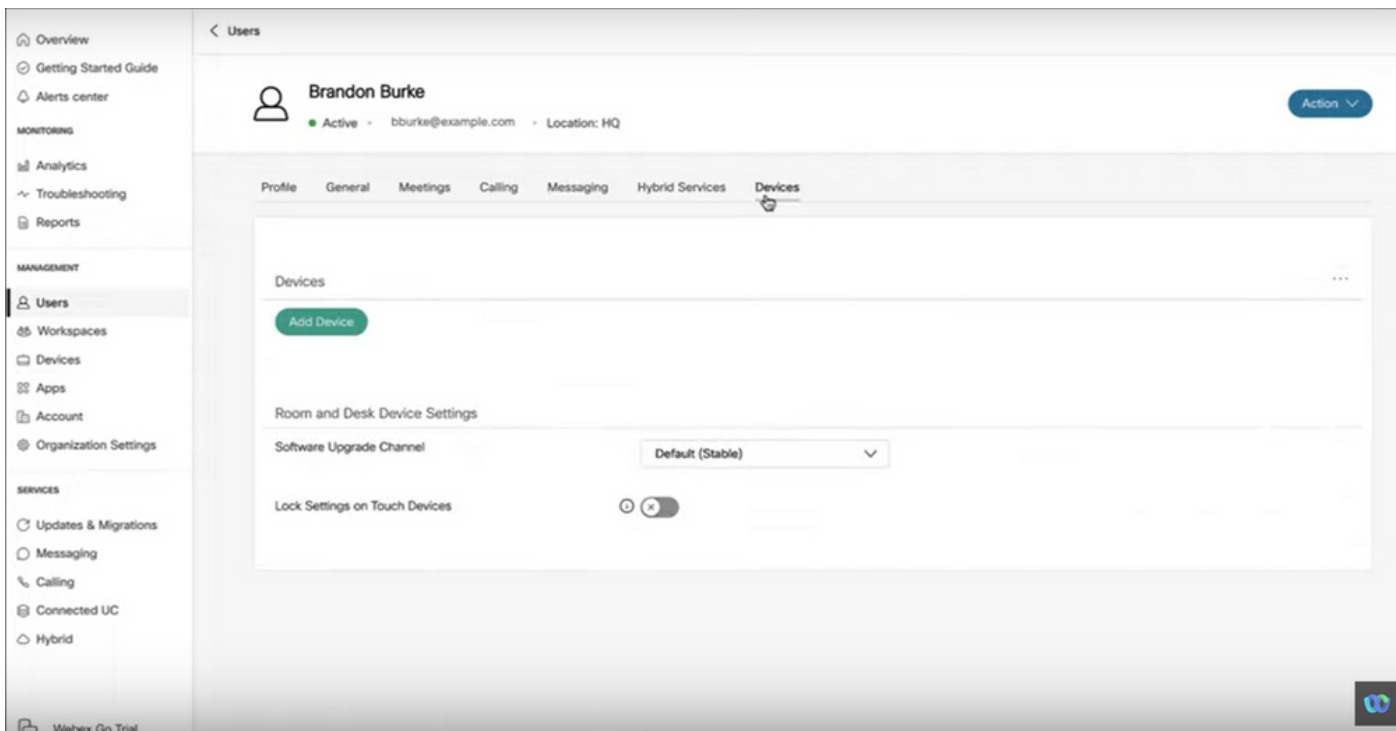 Overview
Getting Started Guide
Alerts center
MONITORING
Analytics
Troubleshooting
Reports
MANAGEMENT
Users
Workspaces
Devices
Apps
Account
Organization Settings
SERVICES
Updates & Migrations
Messaging
Calling
Connected UC
Hybrid
Webex Go Trial
Users
Brandon Burke
Active - bburke@example.com - Location: HQ
Action
Profile General Meetings Calling Messaging Hybrid Services Devices
Devices
Add Device
Room and Desk Device Settings
Software Upgrade Channel Default (Stable)
Lock Settings on Touch Devices